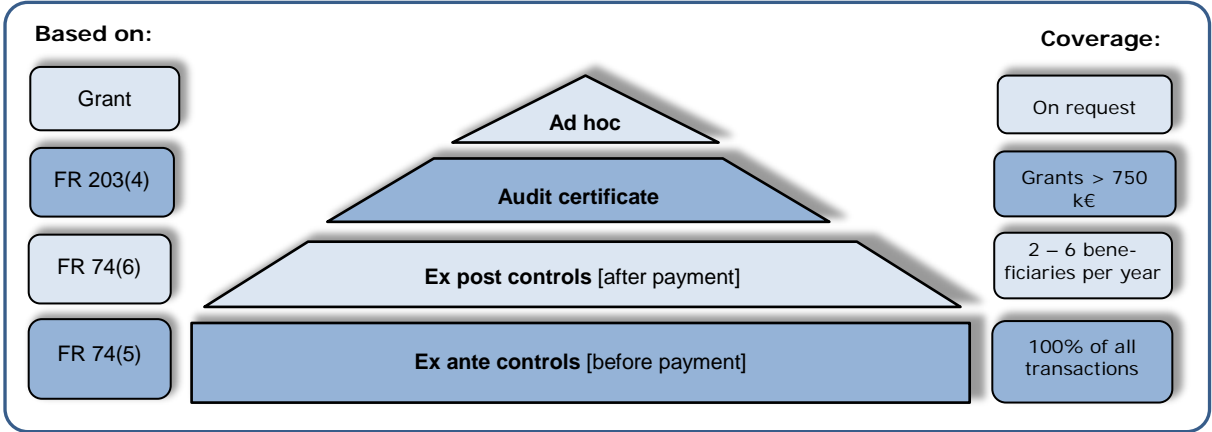 Based on:
Coverage:
Grant
Ad hoc
On request
FR 203(4)
Audit certificate
Grants > 750
k€
FR 74(6)
Ex post controls [after payment]
2 – 6 bene-
ficiaries per year
FR 74(5)
Ex ante controls [before payment]
100% of all
transactions